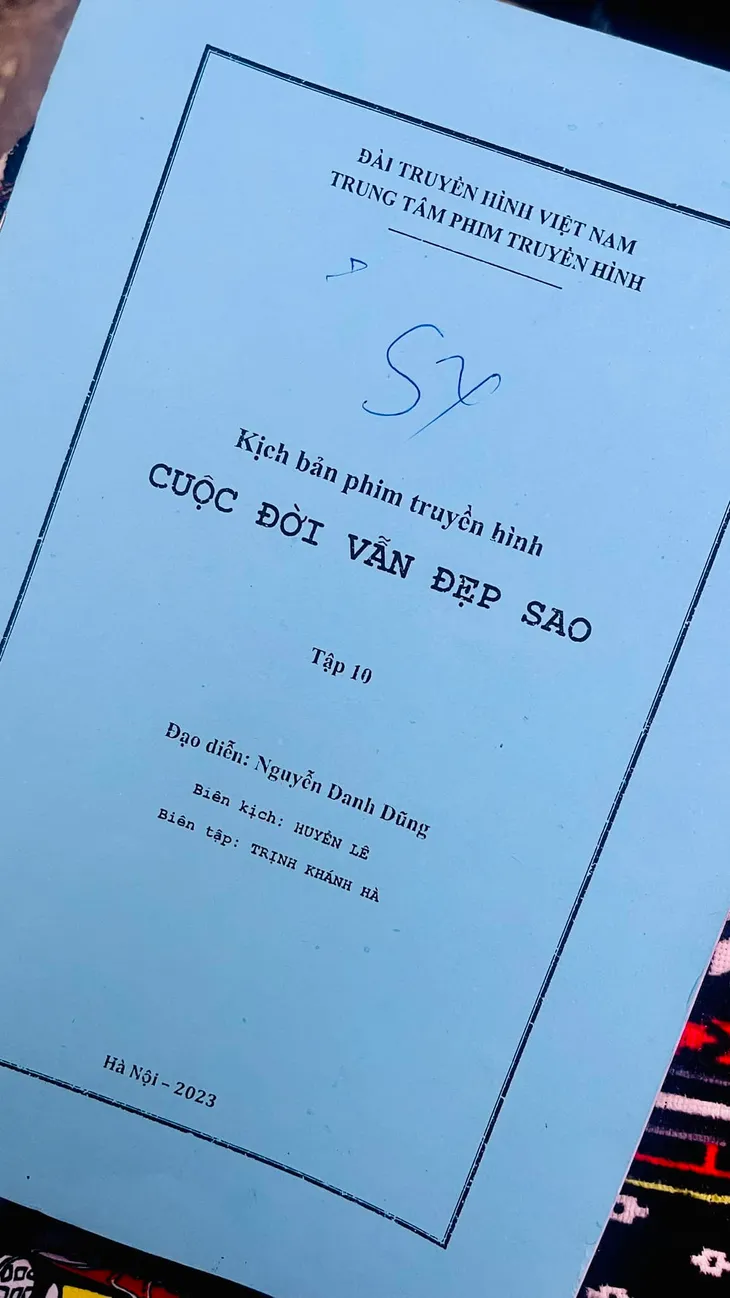 ĐÀI TRUYỀN HÌNH VIỆT NAM
TRUNG TÂM PHIM TRUYỀN HÌNH
SX
Kịch bản phim truyền hình
CUỘC ĐỜI VẪN ĐẸP SAO
Tập 10
Đạo diễn: Nguyễn Danh Dũng
Biên kịch: HUYỀN LÊ
Biên tập: TRỊNH KHÁNH HÀ
Hà Nội – 2023